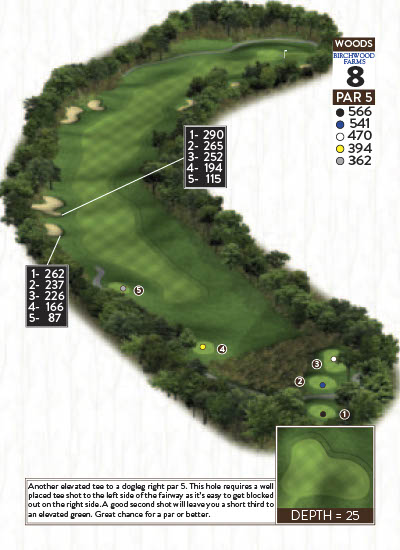 WOODS
BIRCHWOOD
FARMS
8
PAR 5
566
541
470
394
362
1- 290
2- 265
3- 252
4- 194
5- 115
1- 262
2- 237
3- 226
4- 166
5- 87
5
4
3
2
1
Another elevated tee to a dogleg right par 5. This hole requires a well
placed tee shot to the left side of the fairway as it's easy to get blocked
out on the right side. A good second shot will leave you a short third to
an elevated green. Great chance for a par or better.
DEPTH = 25